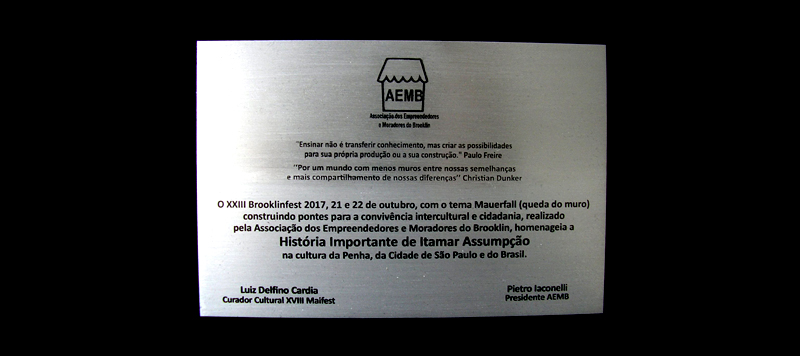 AEMB
Associação dos Empreendedores
e Moradores do Brooklin
"Ensinar não é transferir conhecimento, mas criar as possibilidades
para sua própria produção ou a sua construção." Paulo Freire
"Por um mundo com menos muros entre nossas semelhanças
e mais compartilhamento de nossas diferenças" Christian Dunker
O XXIII Brooklinfest 2017, 21 e 22 de outubro, com o tema Mauerfall (queda do muro)
construindo pontes para a convivência intercultural e cidadania, realizado
pela Associação dos Empreendedores e Moradores do Brooklin, homenageia a
História Importante de Itamar Assumpção
na cultura da Penha, da Cidade de São Paulo e do Brasil.
Luiz Delfino Cardia
Curador Cultural XVIII Maifest
Pietro Iaconelli
Presidente AEMB